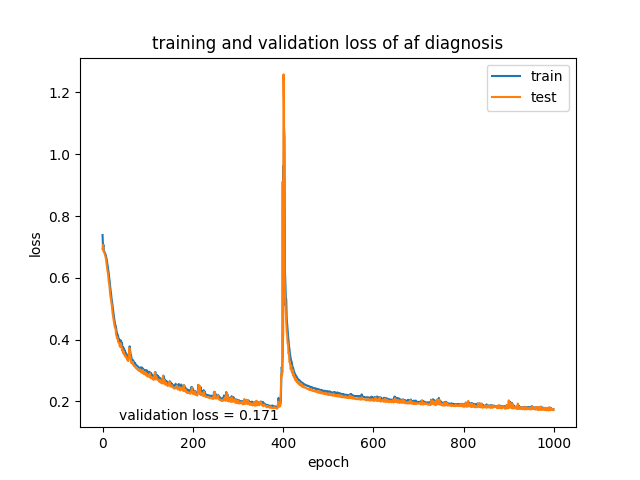 training and validation loss of af diagnosis
train
test
1.2
1.0
0.8
0.6
0.4
0.2
loss
validation loss = 0.171
0
200
400
600
800
1000
epoch